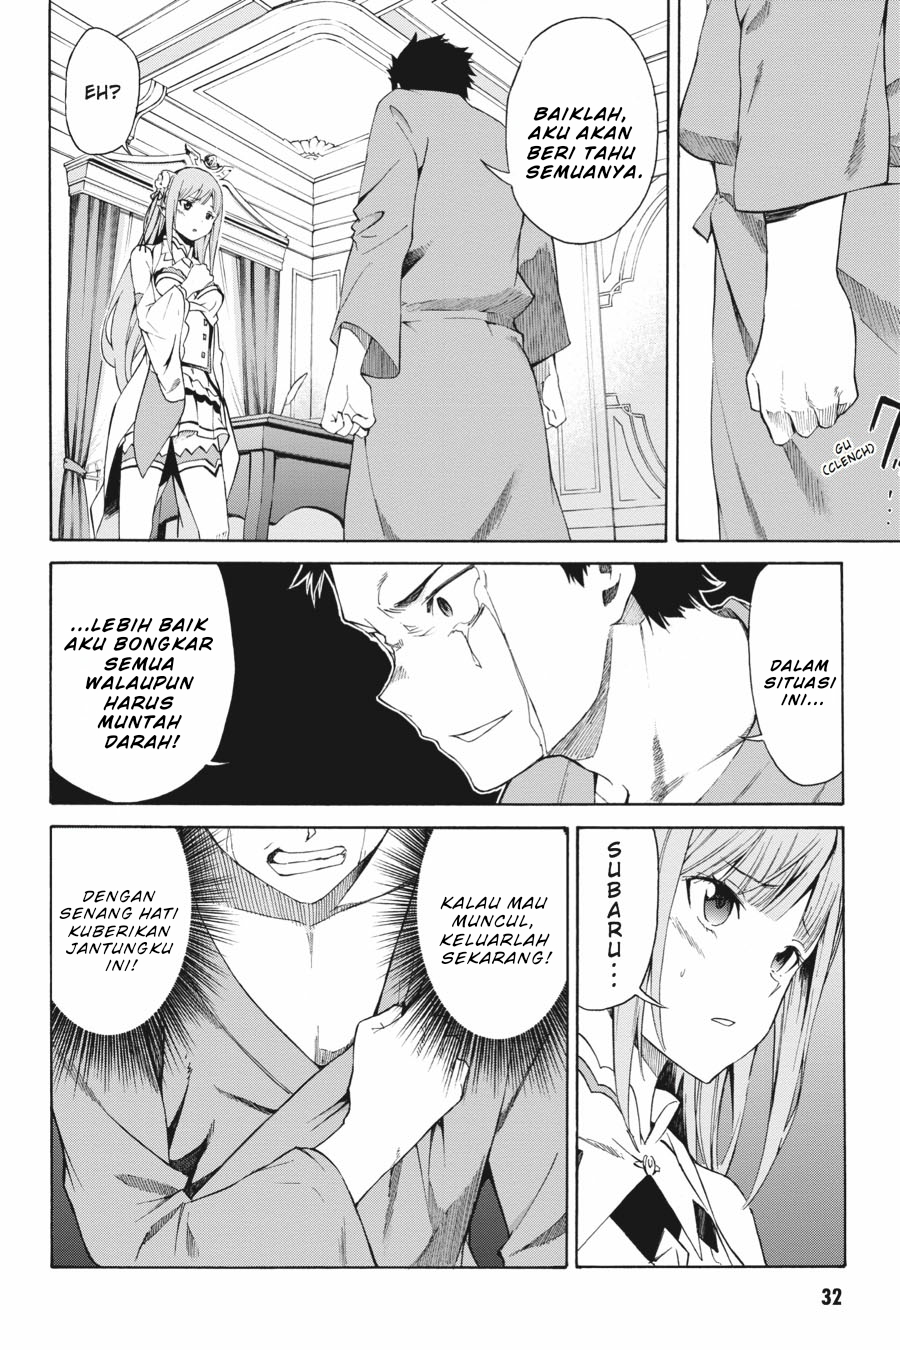 GU
(CLENCH)
BAIKLAH,
AKU AKAN
BERI TAHU
SEMUANYA.
EH?
DALAM
SITUASI
INI...
...LEBIH BAIK
AKU BONGKAR
SEMUA
WALAUPUN
HARUS
MUNTAH
DARAH!
SUBARU...
KALAU MAU
MUNCUL,
KELUARLAH
SEKARANG!
DENGAN
SENANG HATI
KUBERIKAN
JANTUNGKU
INI!
32